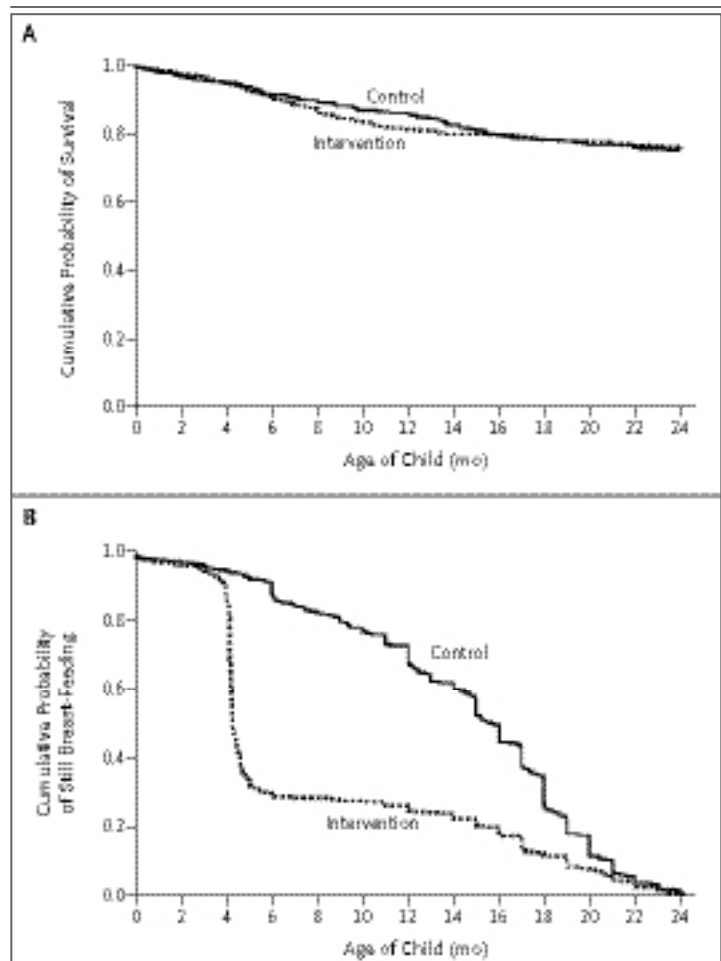 A
1.0
0.8
0.6
0.4
0.2
0.0
Cumulative Probability of Survival
Control
Intervention
0 2 4 6 8 10 12 14 16 18 20 22 24
Age of Child (mo)
B
1.0
0.8
0.6
0.4
0.2
0.0
Cumulative Probability
of Still Breast-Feeding
Control
Intervention
0 2 4 6 8 10 12 14 16 18 20 22 24
Age of Child (mo)